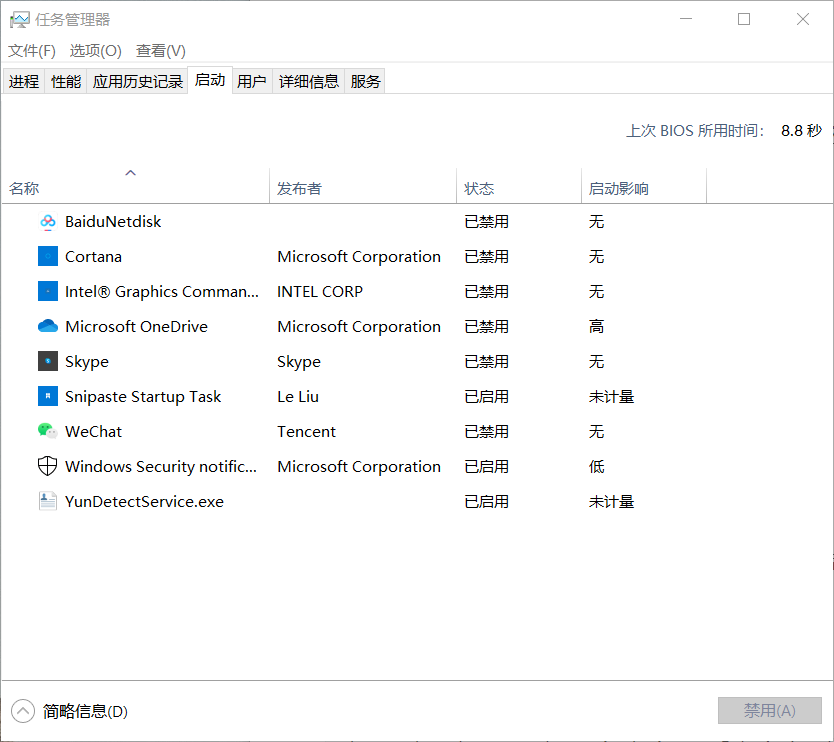 任务管理器
文件(F) 选项(O) 查看(V)
进程 性能 应用历史记录 启动 用户 详细信息 服务
上次 BIOS 所用时间: 8.8 秒
名称 发布者 状态 启动影响
BaiduNetdisk 已禁用 无
Cortana Microsoft Corporation 已禁用 无
Intel® Graphics Comman... INTEL CORP 已禁用 无
Microsoft OneDrive Microsoft Corporation 已禁用 高
Skype Skype 已禁用 无
Snipaste Startup Task Le Liu 已启用 未计量
WeChat Tencent 已禁用 无
Windows Security notific... Microsoft Corporation 已启用 低
YunDetectService.exe 已启用 未计量
简略信息(D) 禁用(A)